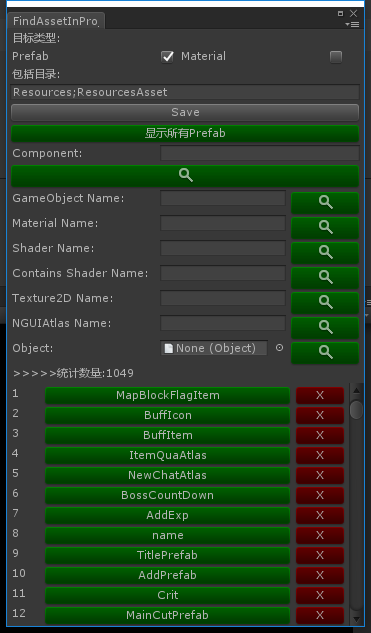 FindAssetInPro
目标类型:
Prefab Material
包括目录:
Resources;ResourcesAsset
Save
显示所有Prefab
Component:
GameObject Name:
Material Name:
Shader Name:
Contains Shader Name:
Texture2D Name:
NGUIAtlas Name:
Object: None (Object)
>>>>>统计数量:1049
1 MapBlockFlagItem X
2 BuffIcon X
3 BuffItem X
4 ItemQuaAtlas X
5 NewChatAtlas X
6 BossCountDown X
7 AddExp X
8 name X
9 TitlePrefab X
10 AddPrefab X
11 Crit X
12 MainCutPrefab X